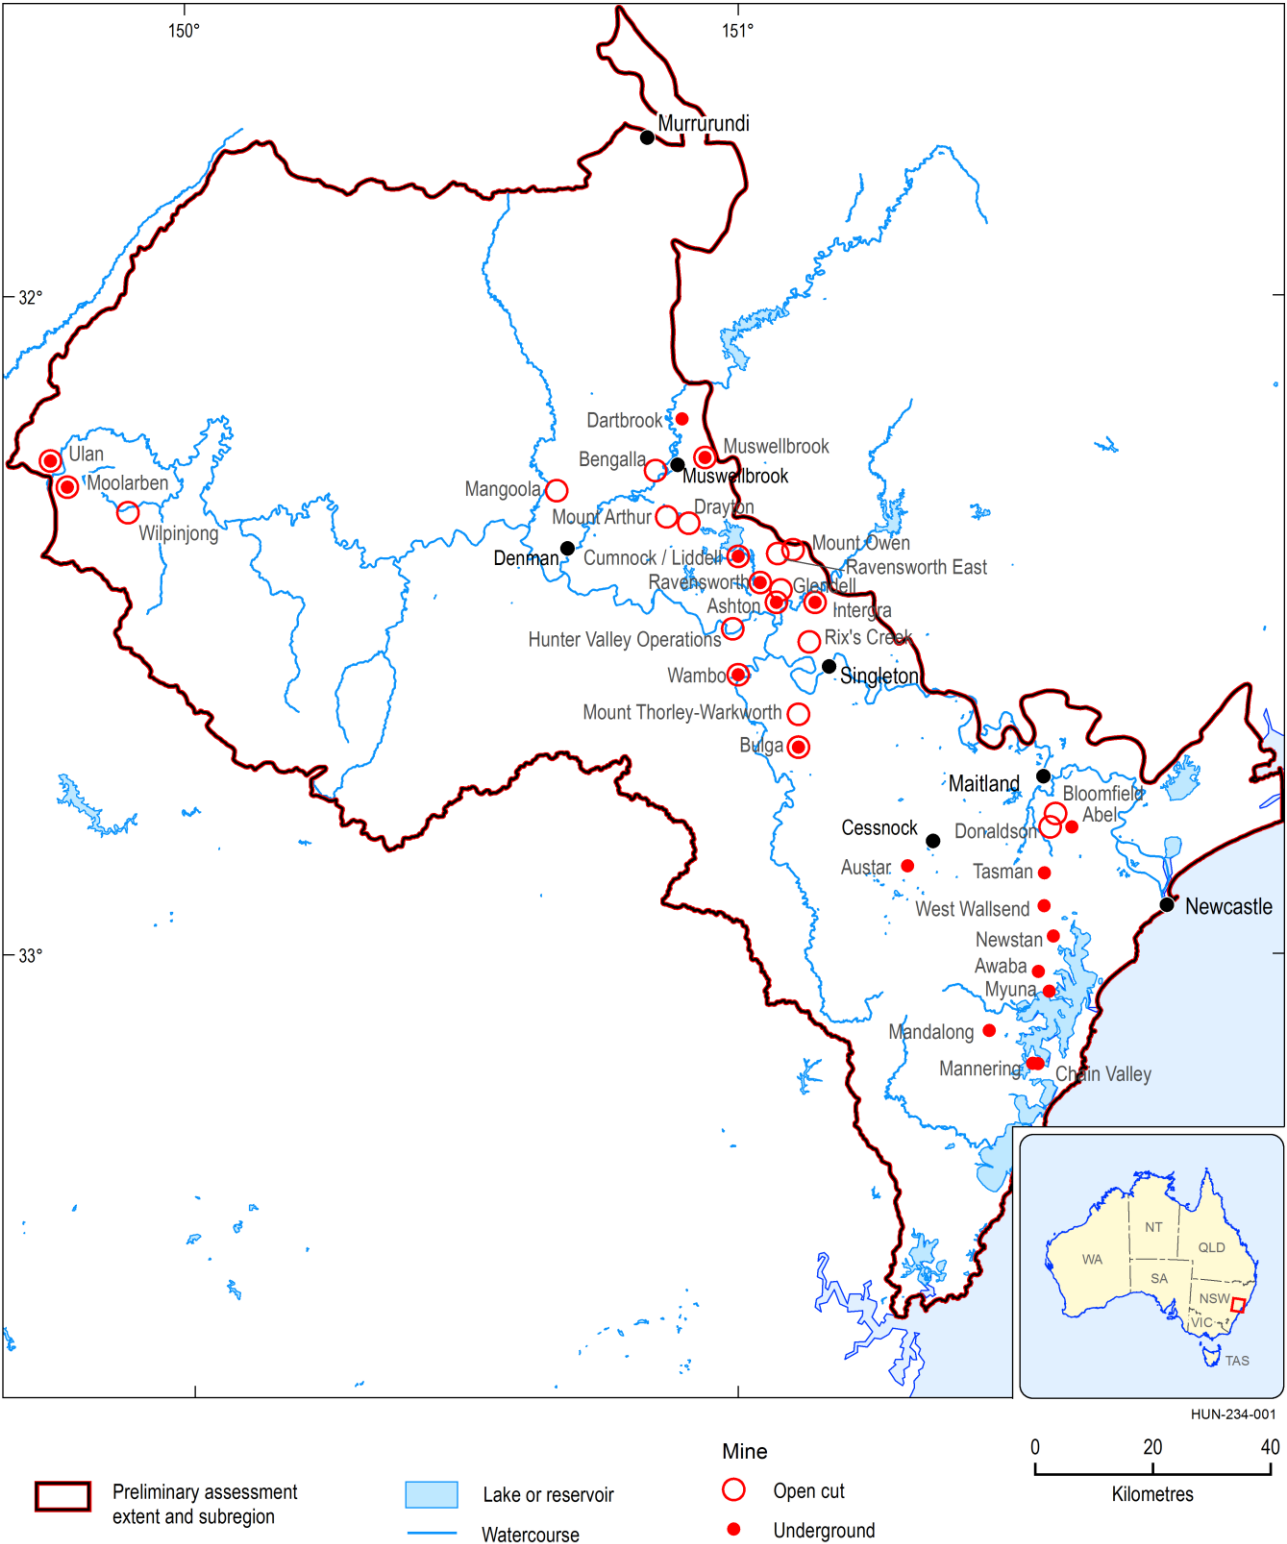 150°
151°
Murrurundi
32°
Dartbrook
Muswellbrook
Ulan
Bengalla
Muswellbrook
Moolarben
Mangoola
Drayton
Mount Arthur
Wilpinjong
Mount Owen
Denman
Cumnock / Liddell
Ravensworth East
Ravensworth
Glendell
Ashton
Intergra
Hunter Valley Operations
Rix's Creek
Wambo
Singleton
Mount Thorley-Warkworth
Bulga
Maitland
Bloomfield
Abel
Cessnock
Donaldson
Austar
Tasman
West Wallsend
Newcastle
Newstan
33°
Awaba
Myuna
Mandalong
Mannering
Chain Valley
NT
QLD
WA
SA
NSW
VIC
TAS
HUN-234-001
0 20 40
Kilometres
Mine
Preliminary assessment
extent and subregion
Lake or reservoir
Watercourse
Open cut
Underground